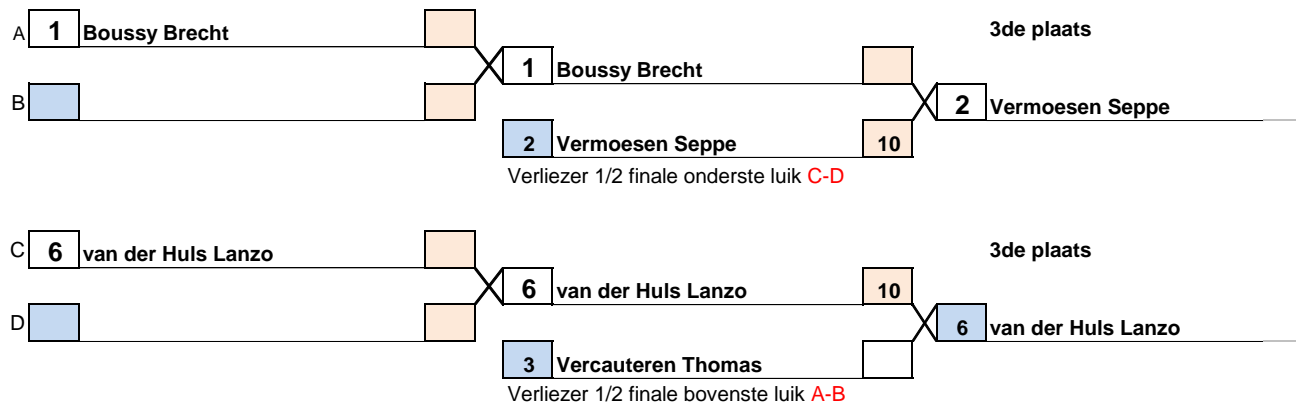 A 1 Boussy Brecht
3de plaats
1 Boussy Brecht
B
2 Vermoesen Seppe
2 Vermoesen Seppe 10
Verliezer 1/2 finale onderste luik C-D
C 6 van der Huls Lanzo
3de plaats
6 van der Huls Lanzo 10
D
6 van der Huls Lanzo
3 Vercauteren Thomas
Verliezer 1/2 finale bovenste luik A-B